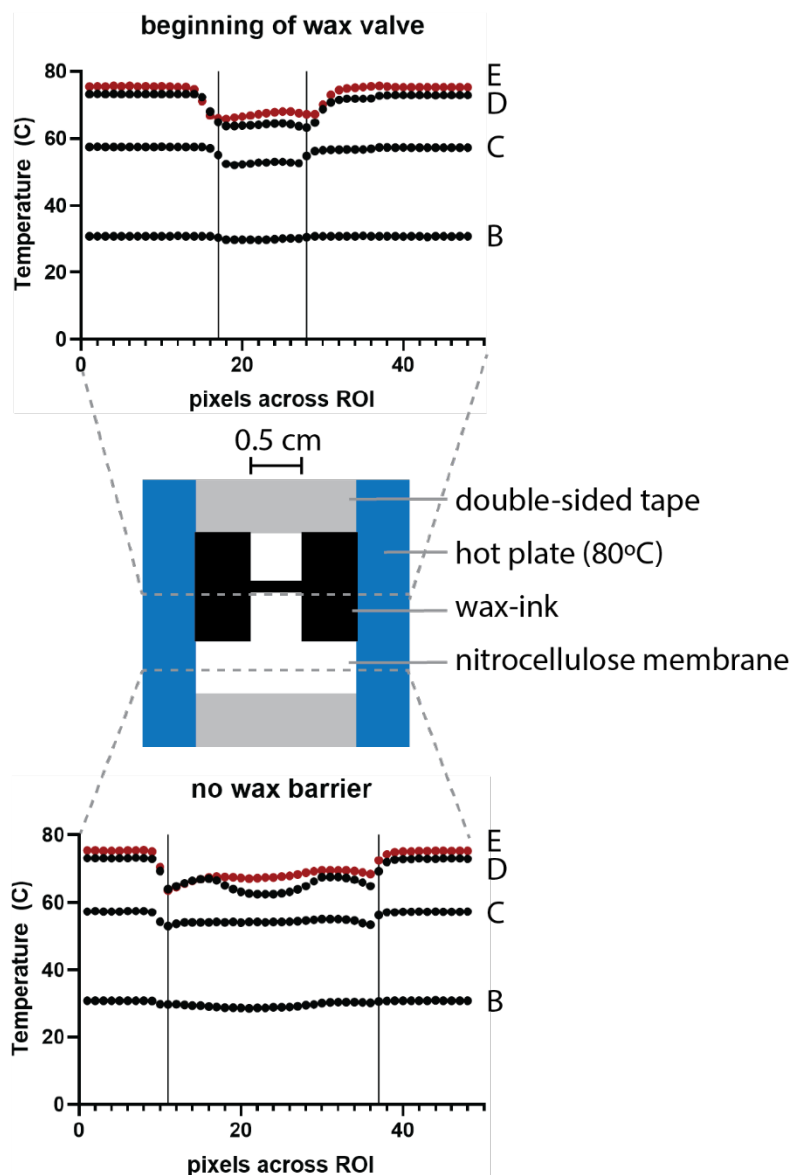 beginning of wax valve
80
60
40
20
0
Temperature (C)
E
D
C
B
0 20 40
pixels across ROI
0.5 cm
double-sided tape
hot plate (80ºC)
wax-ink
nitrocellulose membrane
no wax barrier
80
60
40
20
0
Temperature (C)
E
D
C
B
0 20 40
pixels across ROI